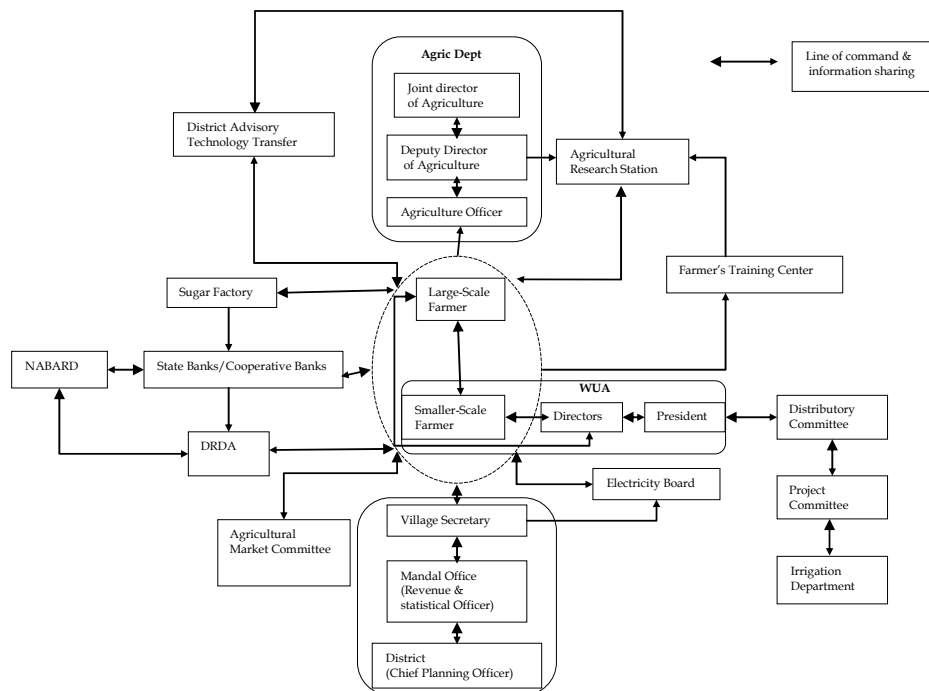 Agric Dept
Line of command &
information sharing
Joint director
of Agriculture
District Advisory
Technology Transfer
Deputy Director
of Agriculture
Agricultural
Research Station
Agriculture Officer
Farmer's Training Center
Sugar Factory
Large-Scale
Farmer
NABARD
State Banks/Cooperative Banks
WUA
Smaller-Scale
Farmer
Directors
President
Distributory
Committee
DRDA
Electricity Board
Project
Committee
Village Secretary
Agricultural
Market Committee
Mandal Office
(Revenue &
statistical Officer)
Irrigation
Department
District
(Chief Planning Officer)